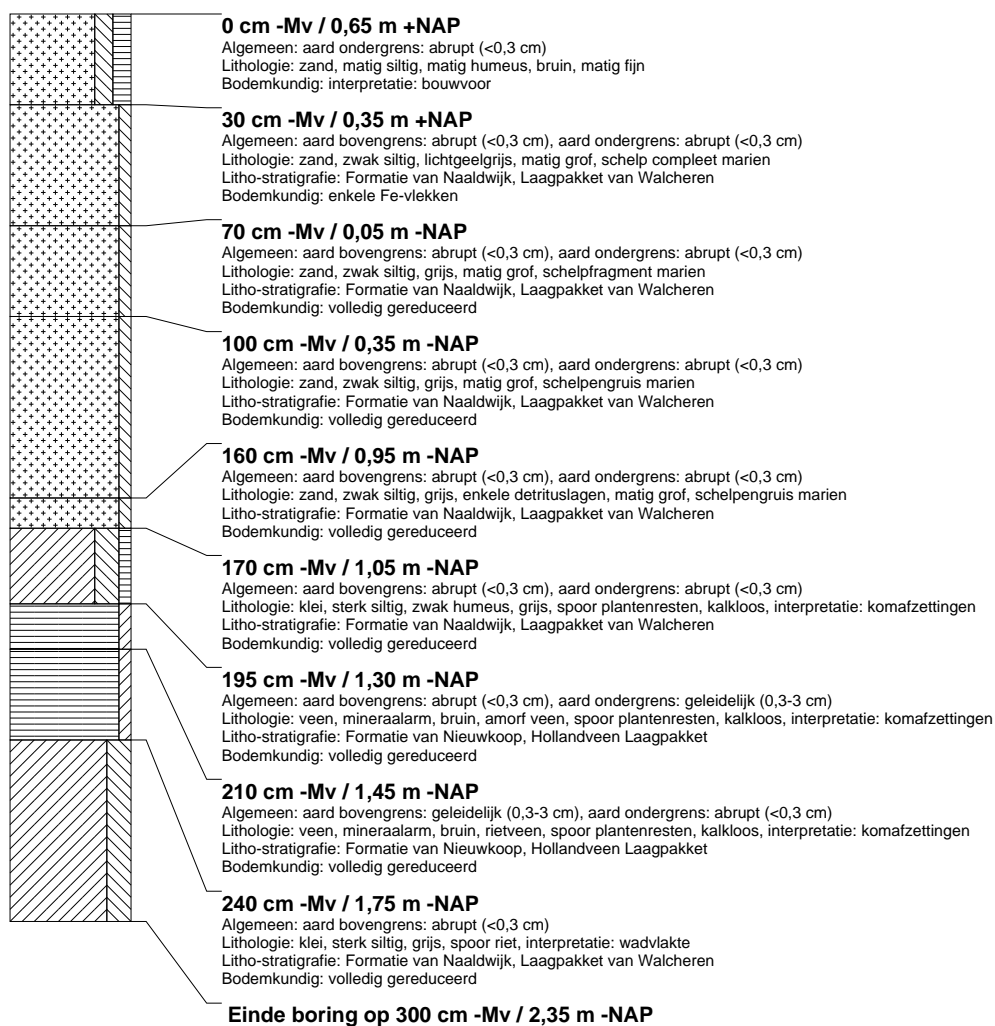 0 cm -Mv / 0,65 m +NAP
Algemeen: aard ondergrens: abrupt (<0,3 cm)
Lithologie: zand, matig siltig, matig humeus, bruin, matig fijn
Bodemkundig: interpretatie: bouwvoor
30 cm -Mv / 0,35 m +NAP
Algemeen: aard bovengrens: abrupt (<0,3 cm), aard ondergrens: abrupt (<0,3 cm)
Lithologie: zand, zwak siltig, lichtgeelgrijs, matig grof, schelp compleet marien
Litho-stratigrafie: Formatie van Naaldwijk, Laagpakket van Walcheren
Bodemkundig: enkele Fe-vlekken
70 cm -Mv / 0,05 m -NAP
Algemeen: aard bovengrens: abrupt (<0,3 cm), aard ondergrens: abrupt (<0,3 cm)
Lithologie: zand, zwak siltig, grijs, matig grof, schelpfragment marien
Litho-stratigrafie: Formatie van Naaldwijk, Laagpakket van Walcheren
Bodemkundig: volledig gereduceerd
100 cm -Mv / 0,35 m -NAP
Algemeen: aard bovengrens: abrupt (<0,3 cm), aard ondergrens: abrupt (<0,3 cm)
Lithologie: zand, zwak siltig, grijs, matig grof, schelpengruis marien
Litho-stratigrafie: Formatie van Naaldwijk, Laagpakket van Walcheren
Bodemkundig: volledig gereduceerd
160 cm -Mv / 0,95 m -NAP
Algemeen: aard bovengrens: abrupt (<0,3 cm), aard ondergrens: abrupt (<0,3 cm)
Lithologie: zand, zwak siltig, grijs, enkele detrituslagen, matig grof, schelpengruis marien
Litho-stratigrafie: Formatie van Naaldwijk, Laagpakket van Walcheren
Bodemkundig: volledig gereduceerd
170 cm -Mv / 1,05 m -NAP
Algemeen: aard bovengrens: abrupt (<0,3 cm), aard ondergrens: abrupt (<0,3 cm)
Lithologie: klei, sterk siltig, zwak humeus, grijs, spoor plantenresten, kalkloos, interpretatie: komafzettingen
Litho-stratigrafie: Formatie van Naaldwijk, Laagpakket van Walcheren
Bodemkundig: volledig gereduceerd
195 cm -Mv / 1,30 m -NAP
Algemeen: aard bovengrens: abrupt (<0,3 cm), aard ondergrens: geleidelijk (0,3-3 cm)
Lithologie: veen, mineraalarm, bruin, amorf veen, spoor plantenresten, kalkloos, interpretatie: komafzettingen
Litho-stratigrafie: Formatie van Nieuwkoop, Hollandveen Laagpakket
Bodemkundig: volledig gereduceerd
210 cm -Mv / 1,45 m -NAP
Algemeen: aard bovengrens: geleidelijk (0,3-3 cm), aard ondergrens: abrupt (<0,3 cm)
Lithologie: veen, mineraalarm, bruin, rietveen, spoor plantenresten, kalkloos, interpretatie: komafzettingen
Litho-stratigrafie: Formatie van Nieuwkoop, Hollandveen Laagpakket
Bodemkundig: volledig gereduceerd
240 cm -Mv / 1,75 m -NAP
Algemeen: aard bovengrens: abrupt (<0,3 cm)
Lithologie: klei, sterk siltig, grijs, spoor riet, interpretatie: wadvlakte
Litho-stratigrafie: Formatie van Naaldwijk, Laagpakket van Walcheren
Bodemkundig: volledig gereduceerd
Einde boring op 300 cm -Mv / 2,35 m -NAP